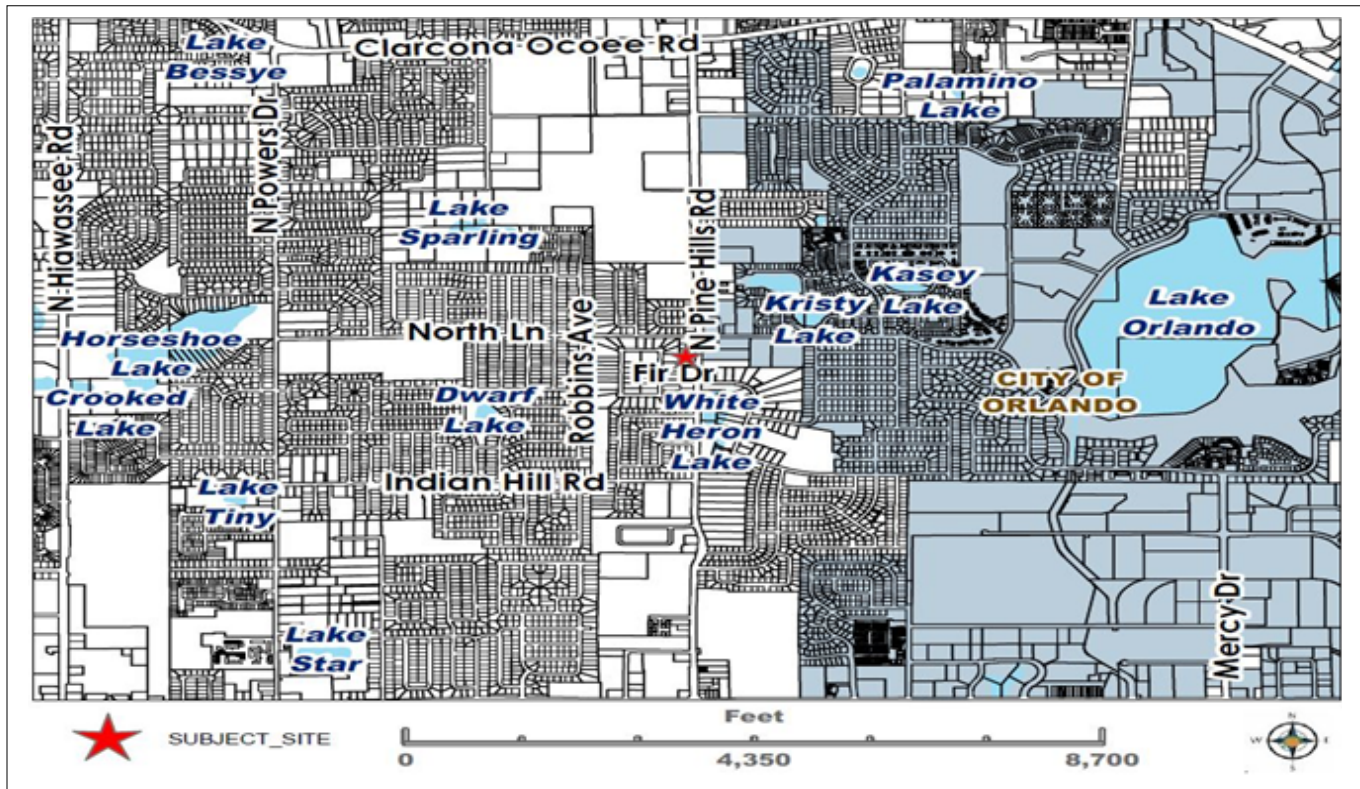 Lake
Bessye
Clarcona Ocoee Rd
Palamino
Lake
N Hiawassee Rd
N Powers Dr
Lake
Sparling
N Pine Hills Rd
Kasey
Lake
Kristy
Lake
Lake
Orlando
Horseshoe
Lake
North Ln
Robbins Ave
Fir Dr
CITY OF
ORLANDO
Crooked
Lake
Dwarf
Lake
White
Heron
Lake
Indian Hill Rd
Lake
Tiny
Lake
Star
Mercy Dr
SUBJECT_SITE
Feet
0
4,350
8,700
N
W
E
S